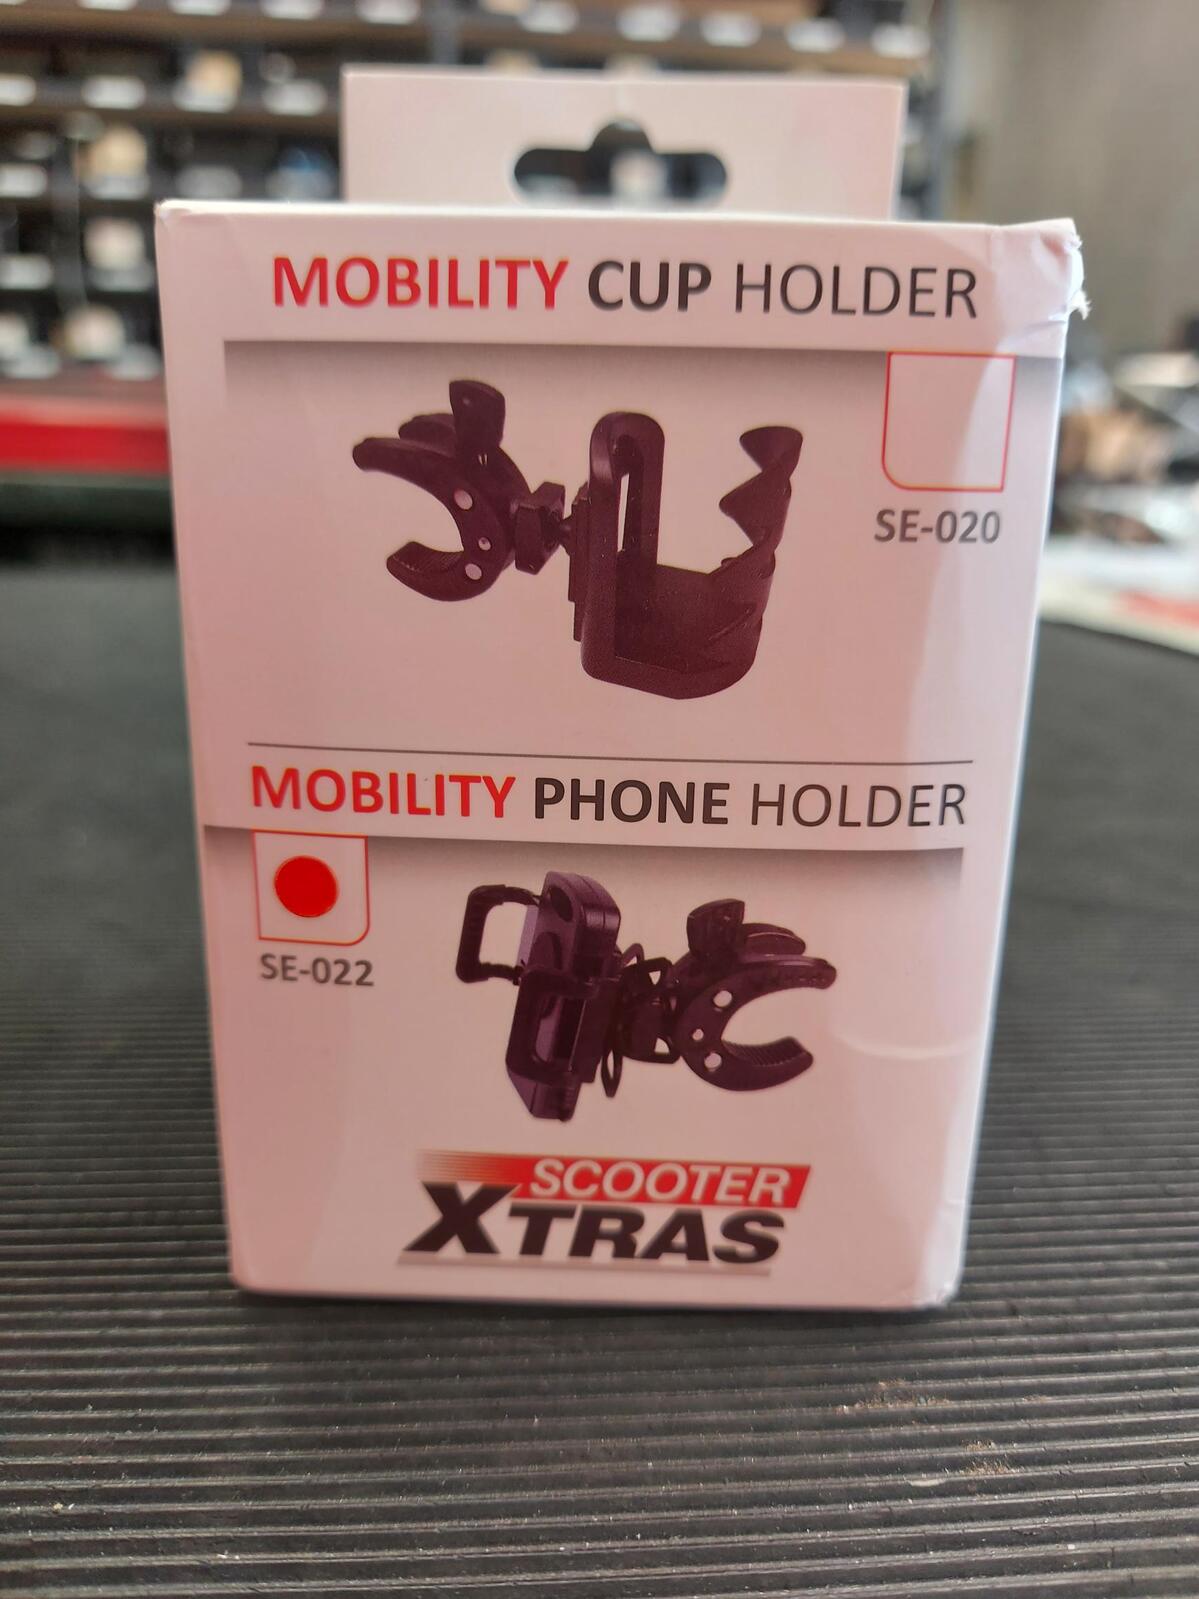 MOBILITY CUP HOLDER
SE-020
MOBILITY PHONE HOLDER
SE-022
SCOOTER
XTRAS